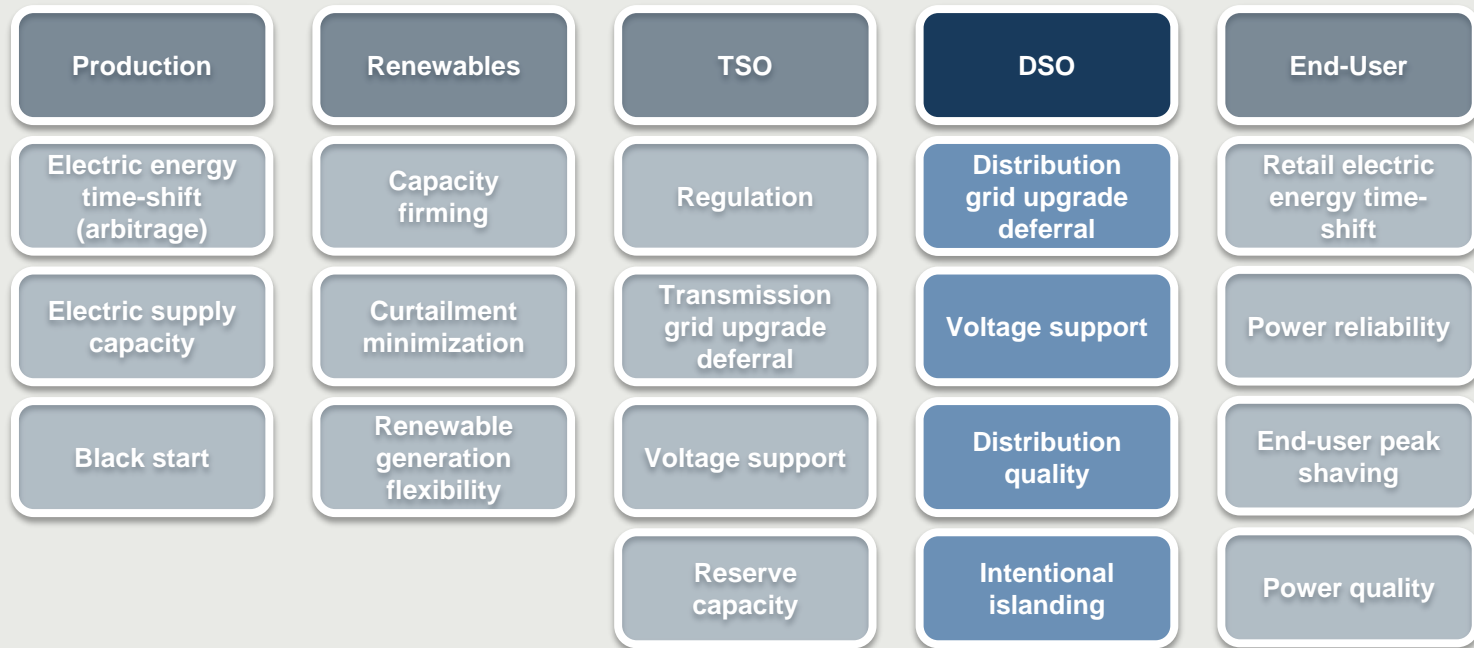 Production
Electric energy
time-shift
(arbitrage)
Electric supply
capacity
Black start
Renewables
Capacity
firming
Curtailment
minimization
Renewable
generation
flexibility
TSO
Regulation
Transmission
grid upgrade
deferral
Voltage support
Reserve
capacity
DSO
Distribution
grid upgrade
deferral
Voltage support
Distribution
quality
Intentional
islanding
End-User
Retail electric
energy time-
shift
Power reliability
End-user peak
shaving
Power quality